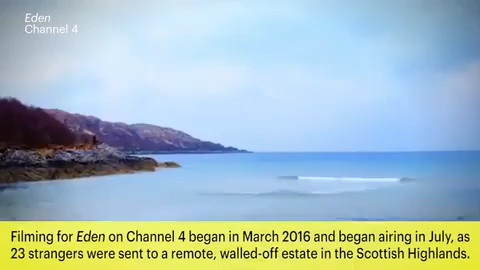 Eden
Channel 4
Filming for Eden on Channel 4 began in March 2016 and began airing in July, as
23 strangers were sent to a remote, walled-off estate in the Scottish Highlands.